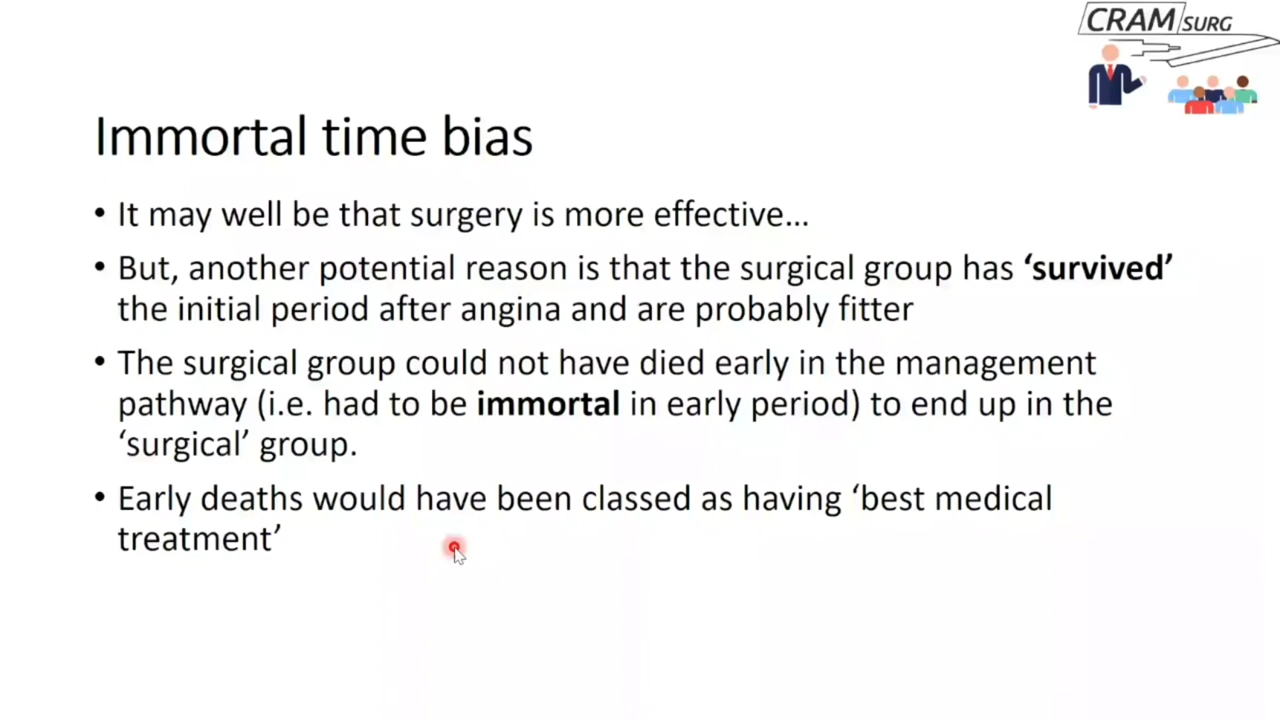 CRAM SURG
Immortal time bias
• It may well be that surgery is more effective...
• But, another potential reason is that the surgical group has ‘survived’
the initial period after angina and are probably fitter
• The surgical group could not have died early in the management
pathway (i.e. had to be immortal in early period) to end up in the
‘surgical’ group.
• Early deaths would have been classed as having ‘best medical
treatment’